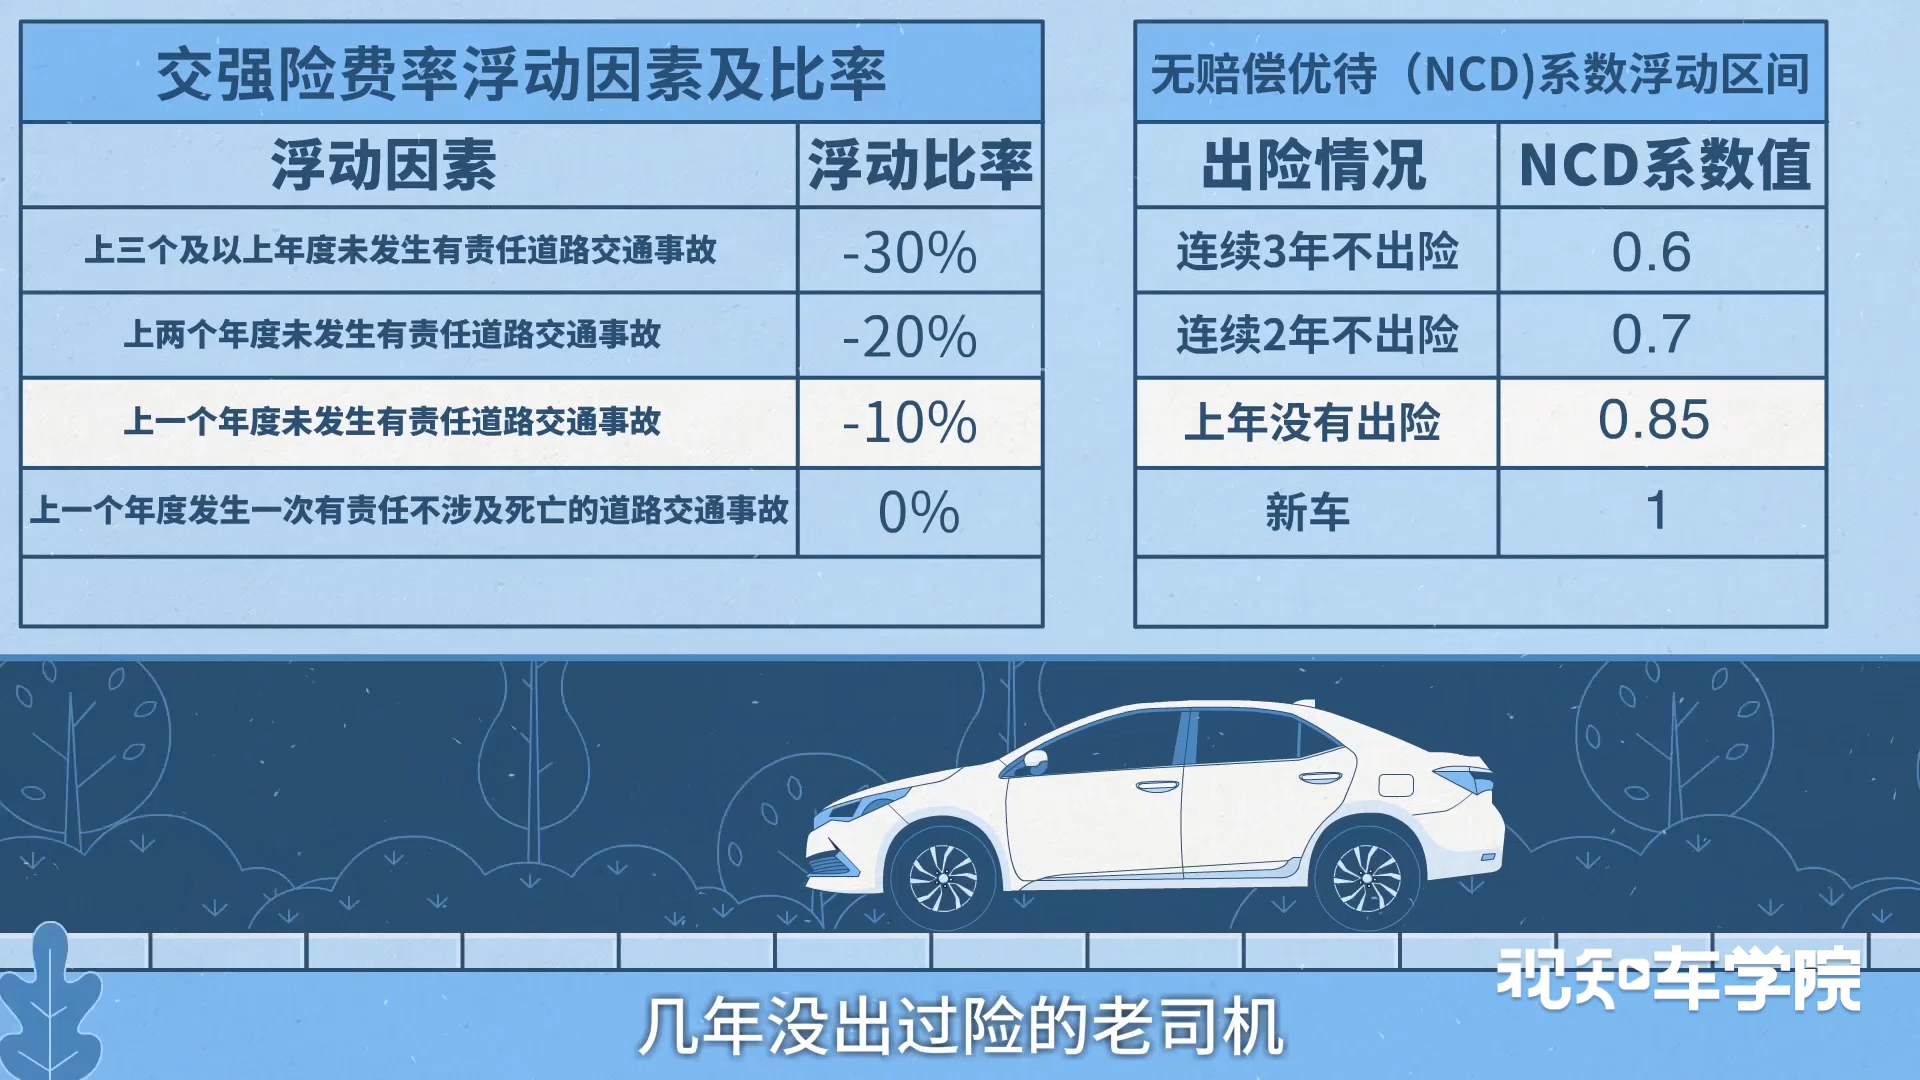 交强险费率浮动因素及比率
浮动因素 浮动比率
上三个及以上年度未发生有责任道路交通事故 -30%
上两个年度未发生有责任道路交通事故 -20%
上一个年度未发生有责任道路交通事故 -10%
上一个年度发生一次有责任不涉及死亡的道路交通事故 0%
无赔偿优待（NCD)系数浮动区间
出险情况 NCD系数值
连续3年不出险 0.6
连续2年不出险 0.7
上年没有出险 0.85
新车 1
视知车学院
几年没出过险的老司机